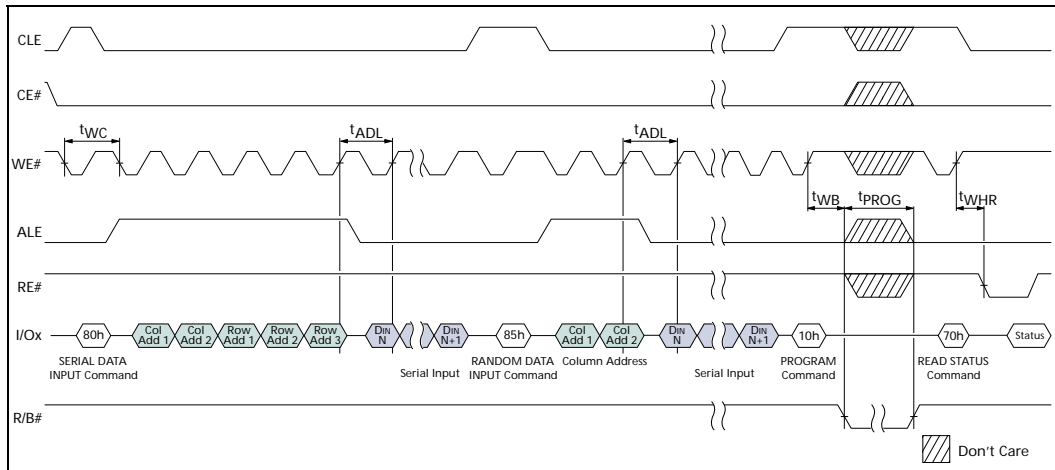 CLE
CE#
tWC
tADL
tADL
WE#
tWB
tPROG
tWHR
ALE
RE#
I/Ox
80h
Col Add 1
Col Add 2
Row Add 1
Row Add 2
Row Add 3
DIN N
DIN N+1
85h
Col Add 1
Col Add 2
DIN N
DIN N+1
10h
70h
Status
SERIAL DATA INPUT Command
Serial Input
RANDOM DATA INPUT Command
Column Address
Serial Input
PROGRAM Command
READ STATUS Command
R/B#
Don't Care